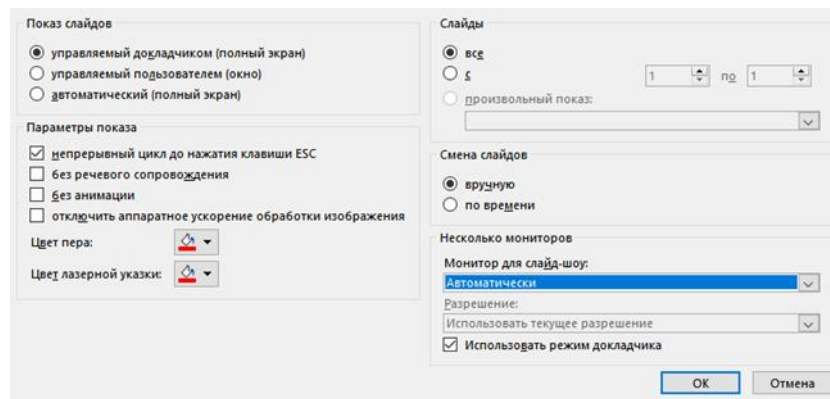 Показ слайдов
управляемый докладчиком (полный экран)
управляемый пользователем (окно)
автоматический (полный экран)
Параметры показа
непрерывный цикл до нажатия клавиши ESC
без речевого сопровождения
без анимации
отключить аппаратное ускорение обработки изображения
Цвет пера:
Цвет лазерной указки:
Слайды
все
с 1 по 1
произвольный показ:
Смена слайдов
вручную
по времени
Несколько мониторов
Монитор для слайд-шоу:
Автоматически
Разрешение:
Использовать текущее разрешение
Использовать режим докладчика
ОК Отмена